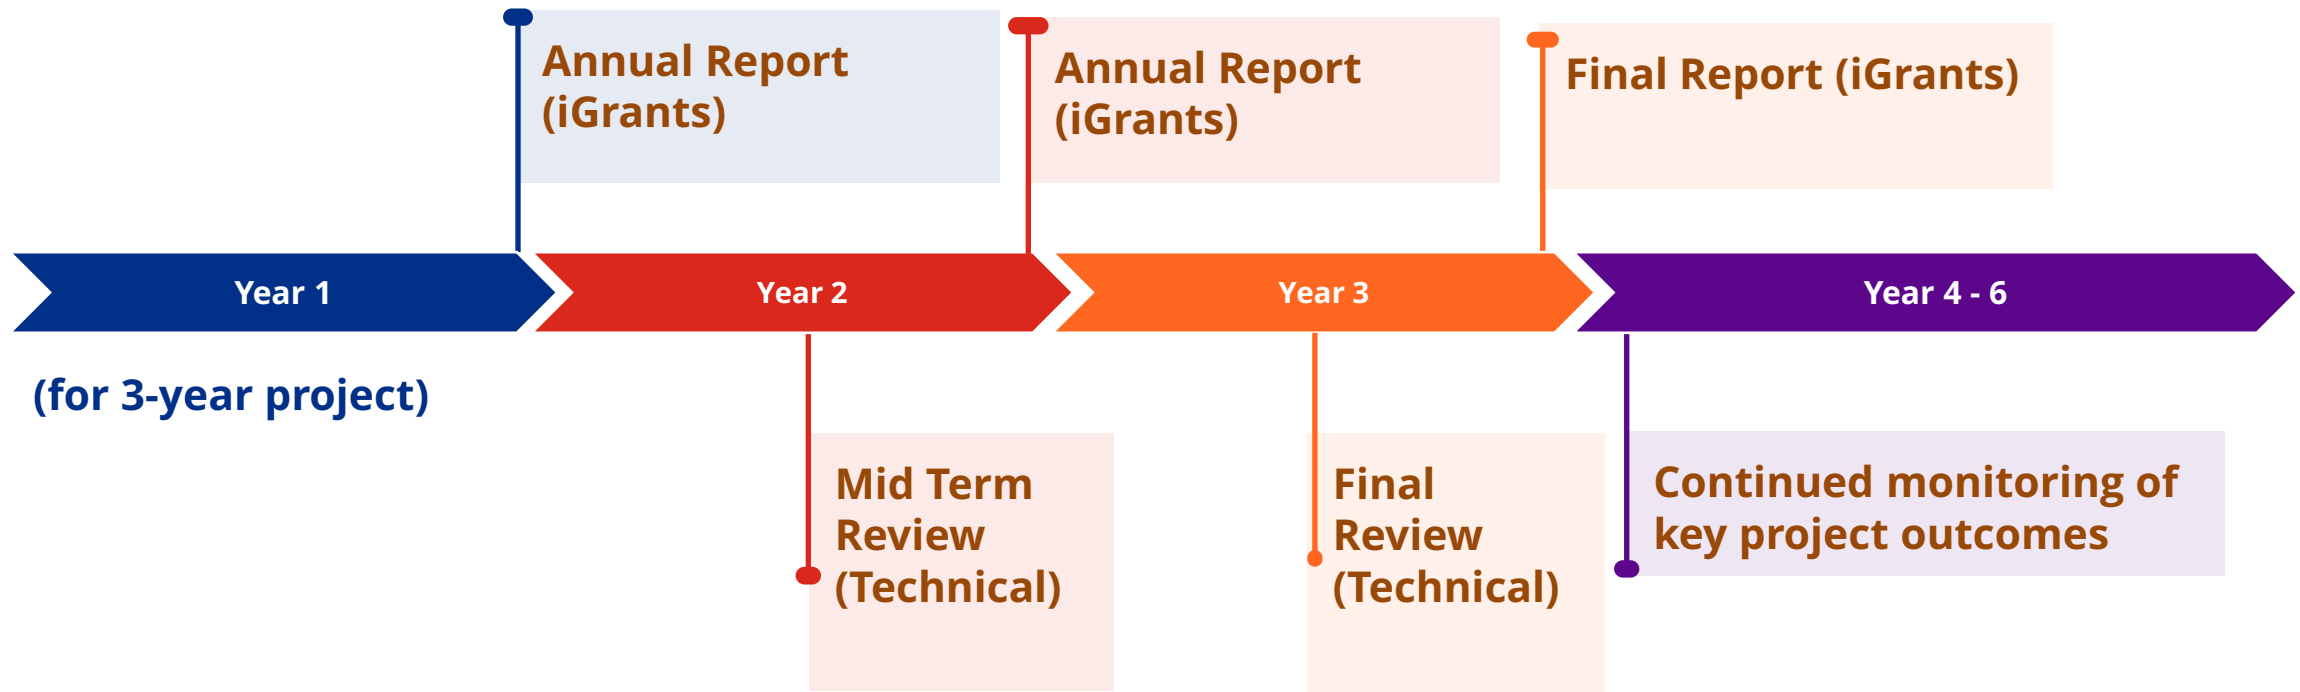 Annual Report
(iGrants)
Annual Report
(iGrants)
Final Report (iGrants)
Year 1
Year 2
Year 3
Year 4 - 6
(for 3-year project)
Mid Term
Review
(Technical)
Final
Review
(Technical)
Continued monitoring of
key project outcomes